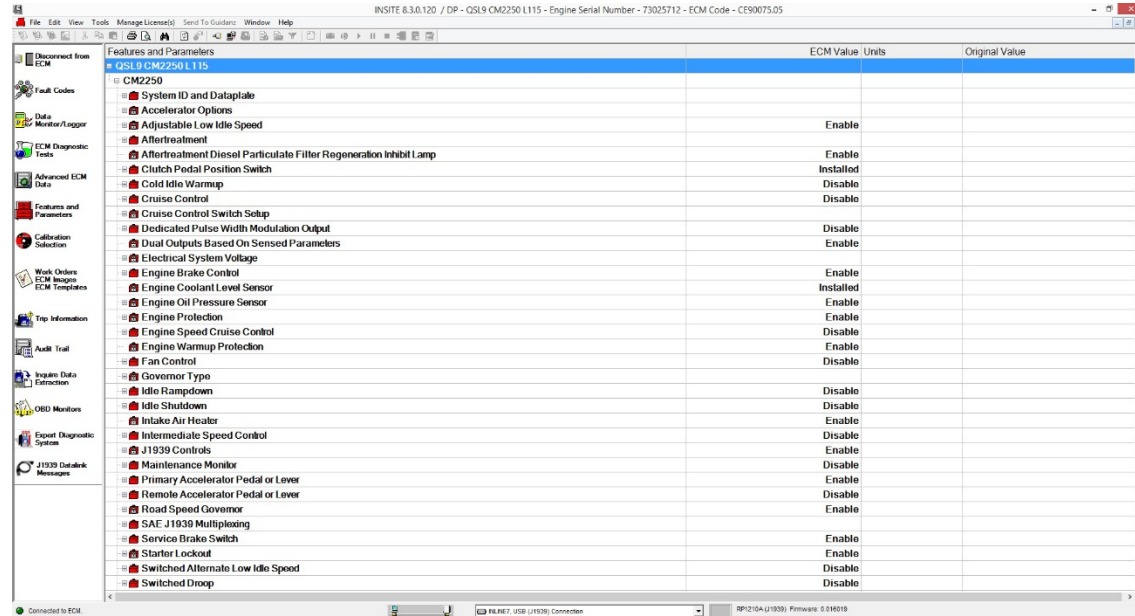 INSITE 8.3.0.120 / DP - QSL9 CM2250 L115 - Engine Serial Number - 73025712 - ECM Code - CE90075.05
File Edit View Tools ManageLicense(s) Send To Guidanz Window Help
Disconnect from
ECM
Fault Codes
Data
Monitor/Logger
ECM Diagnostic
Tests
Advanced ECM
Data
Features and
Parameters
Calibration
Selection
Work Orders
ECM Images
ECM Templates
Trip Information
Audit Trail
Inquire Data
Extraction
OBD Monitors
Export Diagnostic
System
J1939 Datalink
Messages
Features and Parameters ECM Value Units Original Value
QSL9 CM2250 L115
CM2250
System ID and Dataplate
Accelerator Options
Adjustable Low Idle Speed Enable
Aftertreatment
Aftertreatment Diesel Particulate Filter Regeneration Inhibit Lamp Enable
Clutch Pedal Position Switch Installed
Cold Idle Warmup Disable
Cruise Control Disable
Cruise Control Switch Setup
Dedicated Pulse Width Modulation Output Disable
Dual Outputs Based On Sensed Parameters Enable
Electrical System Voltage
Engine Brake Control Enable
Engine Coolant Level Sensor Installed
Engine Oil Pressure Sensor Enable
Engine Protection Enable
Engine Speed Cruise Control Disable
Engine Warmup Protection Enable
Fan Control Disable
Governor Type
Idle Rampdown Disable
Idle Shutdown Disable
Intake Air Heater Enable
Intermediate Speed Control Disable
J1939 Controls Enable
Maintenance Monitor Disable
Primary Accelerator Pedal or Lever Enable
Remote Accelerator Pedal or Lever Disable
Road Speed Governor Enable
SAE J1939 Multiplexing
Service Brake Switch Enable
Starter Lockout Enable
Switched Alternate Low Idle Speed Disable
Switched Droop Disable
Connected to ECM. INLINE7, USB (J1939) Connection RP1210A (J1939) Firmware: 0.016019